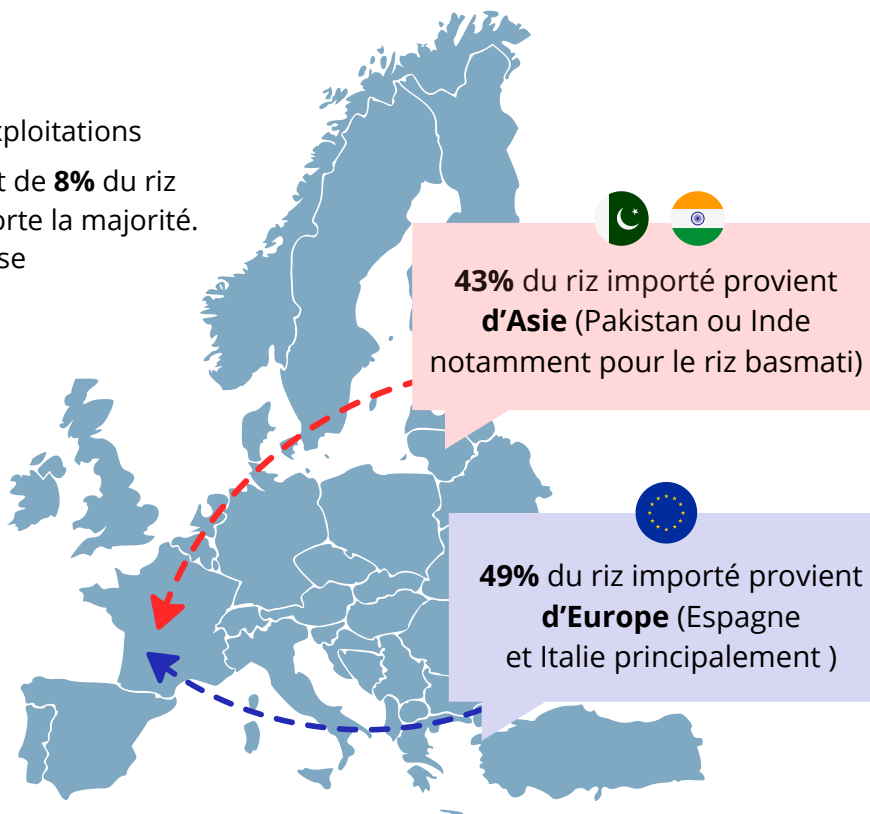 xploitations
t de 8% du riz
orte la majorité.
se
43% du riz importé provient
d’Asie (Pakistan ou Inde
notamment pour le riz basmati)
49% du riz importé provient
d’Europe (Espagne
et Italie principalement )